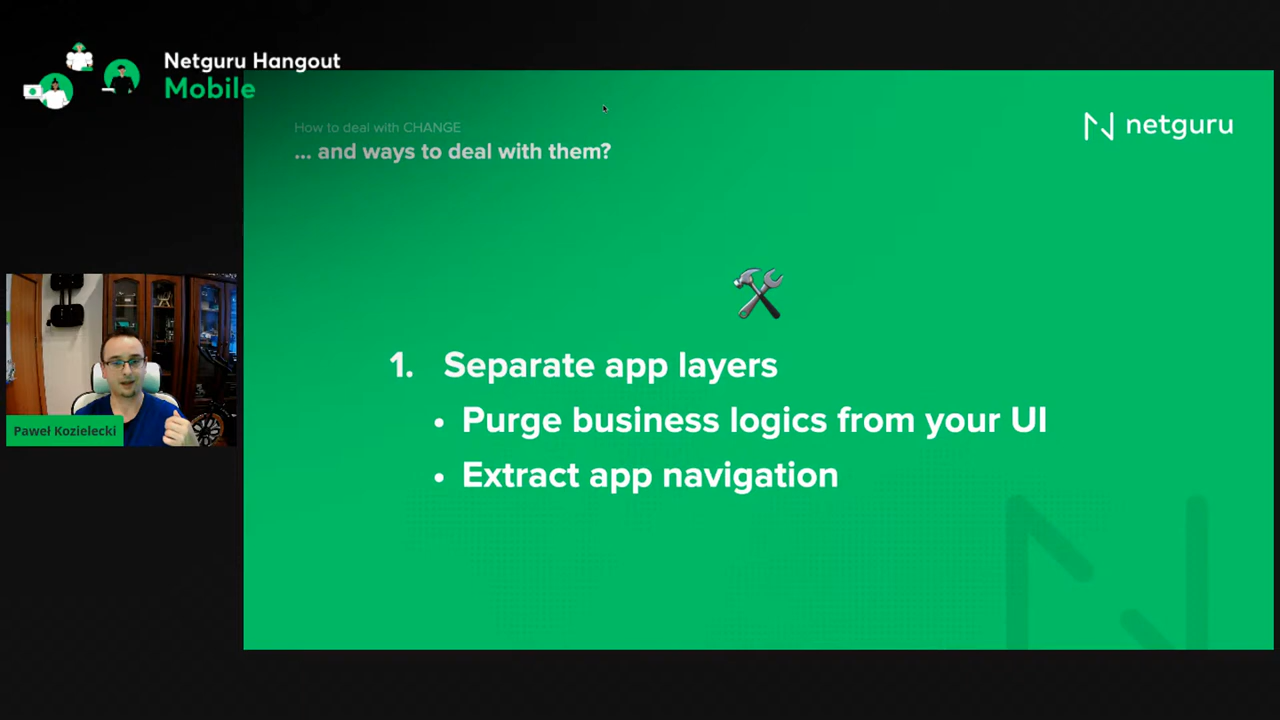 Netguru Hangout
Mobile
How to deal with CHANGE
... and ways to deal with them?
netguru
1. Separate app layers
• Purge business logics from your UI
• Extract app navigation
Paweł Kozielecki